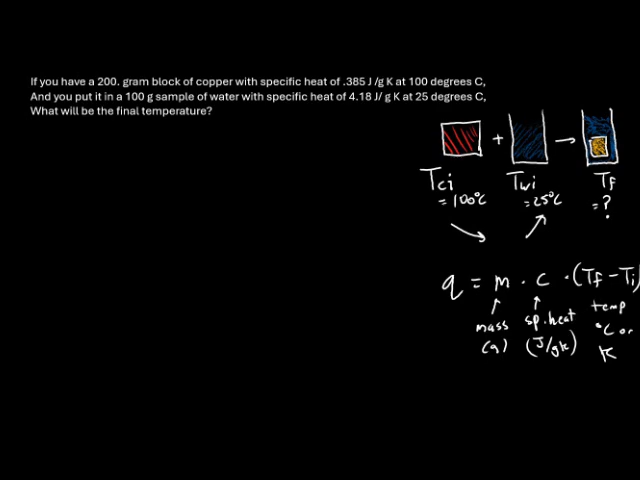 If you have a 200. gram block of copper with specific heat of .385 J /g K at 100 degrees C,
And you put it in a 100 g sample of water with specific heat of 4.18 J/ g K at 25 degrees C,
What will be the final temperature?
+ →
Tci Twi Tf
= 100°C = 25°C = ?
q = m · c · (Tf - Ti)
mass sp. heat temp
(g) (J/gk) °C or
K